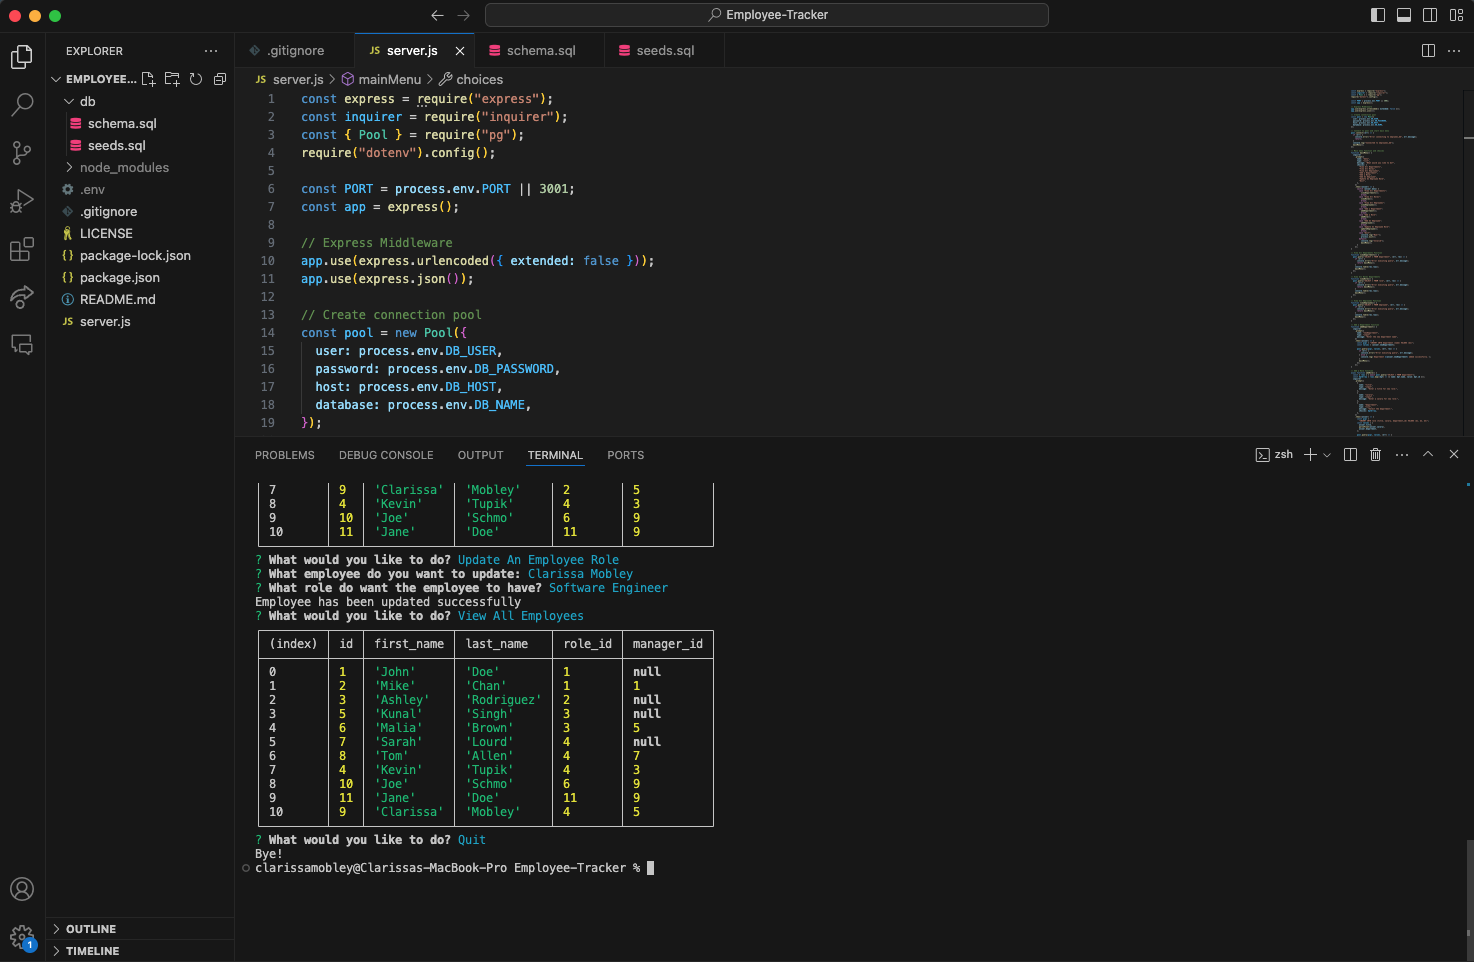 Employee-Tracker
EXPLORER
EMPLOYEE...
db
schema.sql
seeds.sql
node_modules
.env
.gitignore
LICENSE
package-lock.json
package.json
README.md
JS server.js
OUTLINE
TIMELINE
1
.gitignore
JS server.js
schema.sql
seeds.sql
JS server.js > mainMenu > choices
1 const express = require("express");
2 const inquirer = require("inquirer");
3 const { Pool } = require("pg");
4 require("dotenv").config();
5
6 const PORT = process.env.PORT || 3001;
7 const app = express();
8
9 // Express Middleware
10 app.use(express.urlencoded({ extended: false }));
11 app.use(express.json());
12
13 // Create connection pool
14 const pool = new Pool({
15 user: process.env.DB_USER,
16 password: process.env.DB_PASSWORD,
17 host: process.env.DB_HOST,
18 database: process.env.DB_NAME,
19 });
PROBLEMS DEBUG CONSOLE OUTPUT TERMINAL PORTS
zsh
7 9 'Clarissa' 'Mobley' 2 5
8 4 'Kevin' 'Tupik' 4 3
9 10 'Joe' 'Schmo' 6 9
10 11 'Jane' 'Doe' 11 9
? What would you like to do? Update An Employee Role
? What employee do you want to update: Clarissa Mobley
? What role do want the employee to have? Software Engineer
Employee has been updated successfully
? What would you like to do? View All Employees
(index) id first_name last_name role_id manager_id
0 1 'John' 'Doe' 1 null
1 2 'Mike' 'Chan' 1 1
2 3 'Ashley' 'Rodriguez' 2 null
3 5 'Kunal' 'Singh' 3 null
4 6 'Malia' 'Brown' 3 5
5 7 'Sarah' 'Lourd' 4 null
6 8 'Tom' 'Allen' 4 7
7 4 'Kevin' 'Tupik' 4 3
8 10 'Joe' 'Schmo' 6 9
9 11 'Jane' 'Doe' 11 9
10 9 'Clarissa' 'Mobley' 4 5
? What would you like to do? Quit
Bye!
clarissamobley@Clarissas-MacBook-Pro Employee-Tracker %